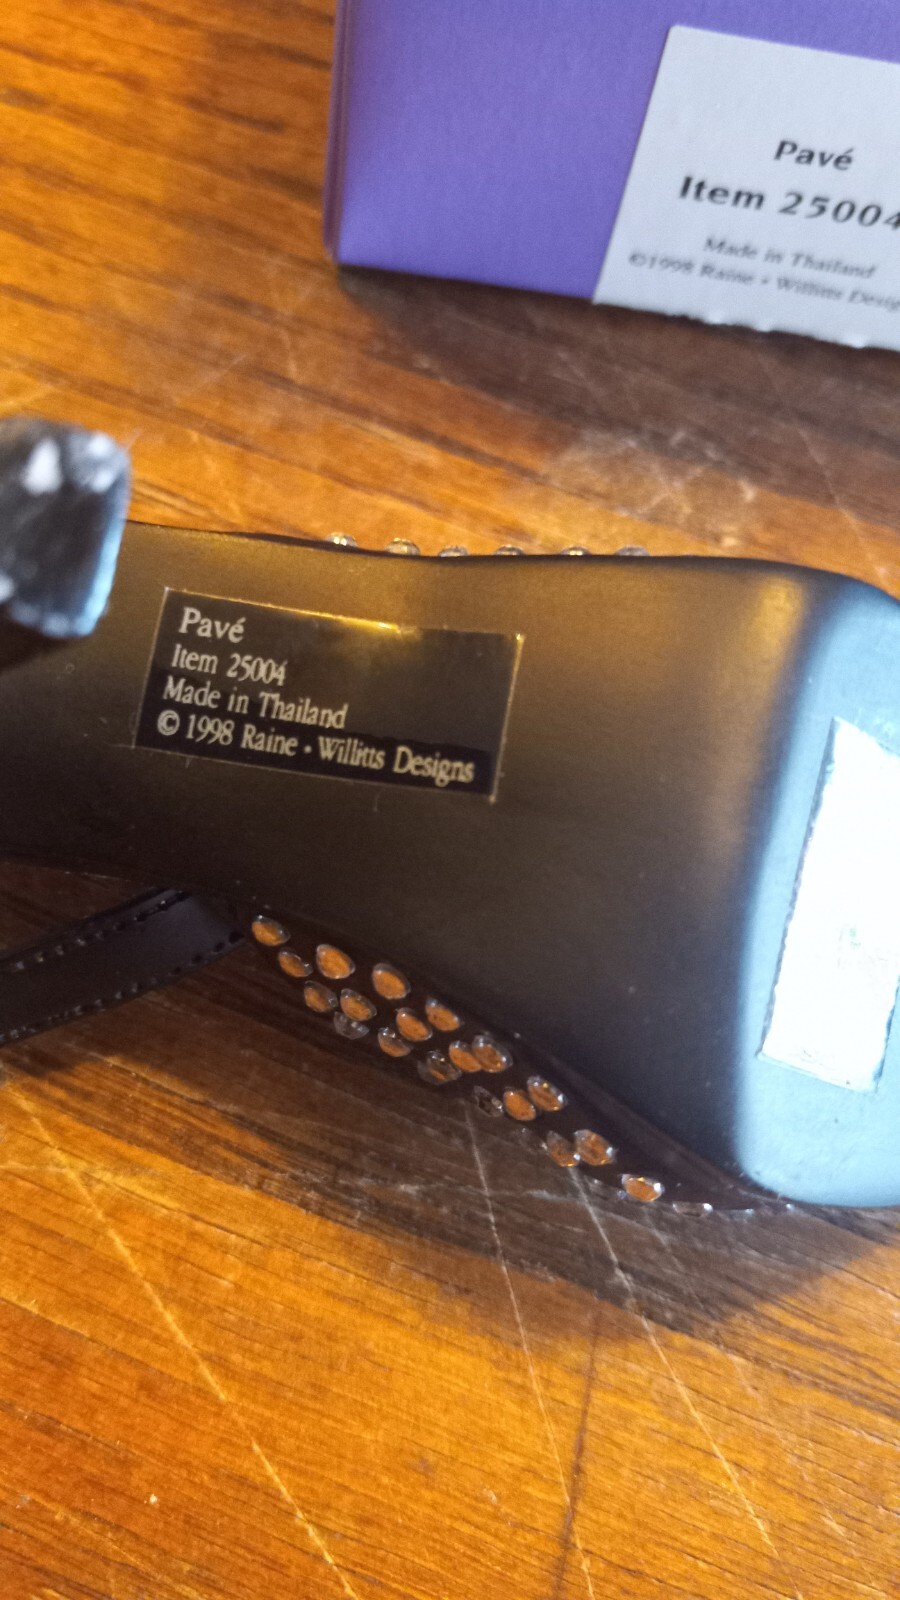 Pavé
Item 25004
Made in Thailand
©1998 Raine • Willitts
Pavé
Item 25004
Made in Thailand
© 1998 Raine • Willitts Designs